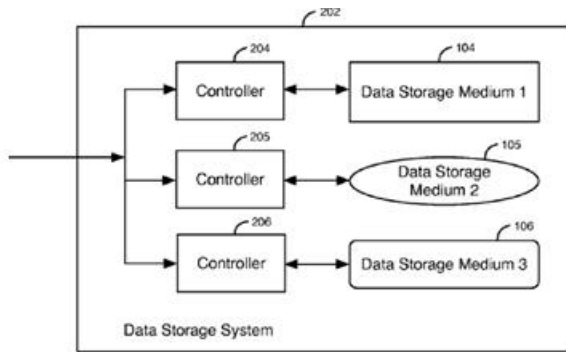 202
204
104
Controller
Data Storage Medium 1
205
105
Controller
Data Storage
Medium 2
206
106
Controller
Data Storage Medium 3
Data Storage System